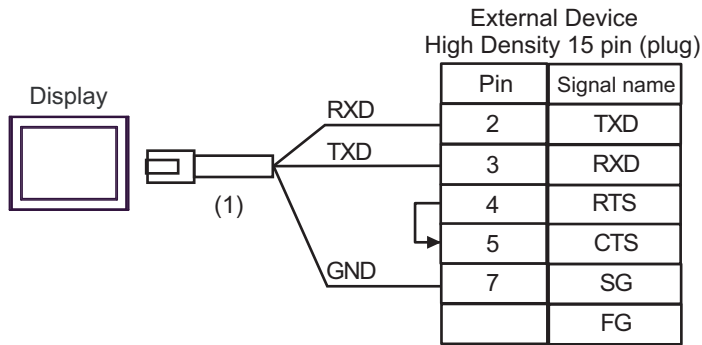 External Device
High Density 15 pin (plug)
Display
Pin Signal name
RXD 2 TXD
TXD 3 RXD
(1) 4 RTS
5 CTS
GND 7 SG
FG